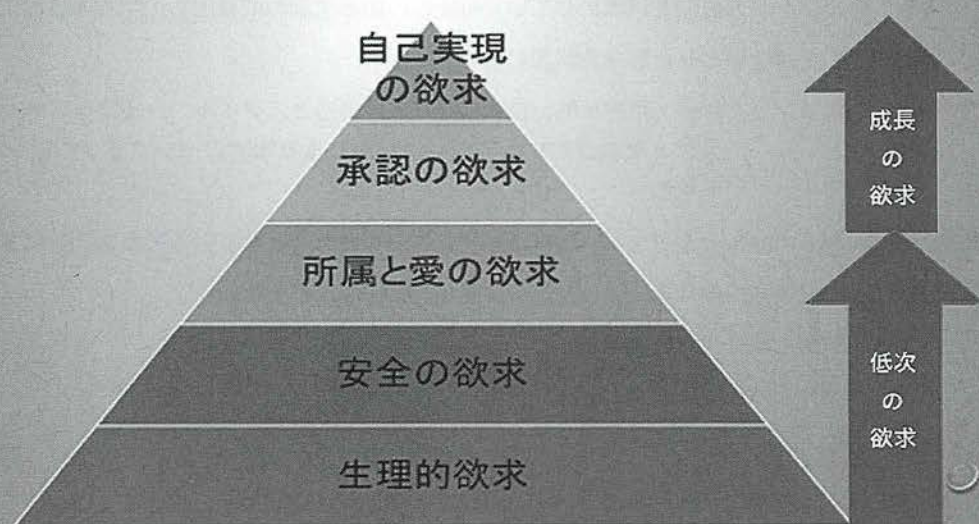 自己実現
の欲求
承認の欲求
所属と愛の欲求
安全の欲求
生理的欲求
成長
の
欲求
低次
の
欲求